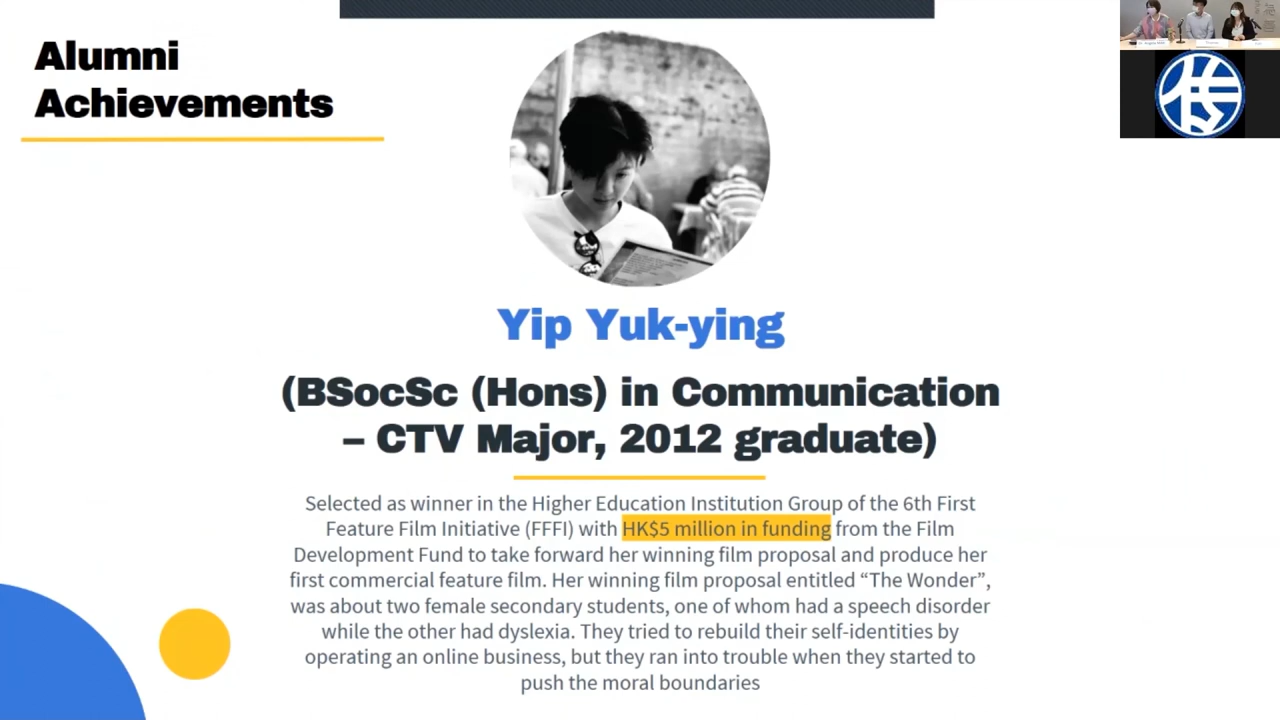 Alumni
Achievements
Yip Yuk-ying
(BSocSc (Hons) in Communication
– CTV Major, 2012 graduate)
Selected as winner in the Higher Education Institution Group of the 6th First
Feature Film Initiative (FFFI) with HK$5 million in funding from the Film
Development Fund to take forward her winning film proposal and produce her
first commercial feature film. Her winning film proposal entitled “The Wonder”,
was about two female secondary students, one of whom had a speech disorder
while the other had dyslexia. They tried to rebuild their self-identities by
operating an online business, but they ran into trouble when they started to
push the moral boundaries